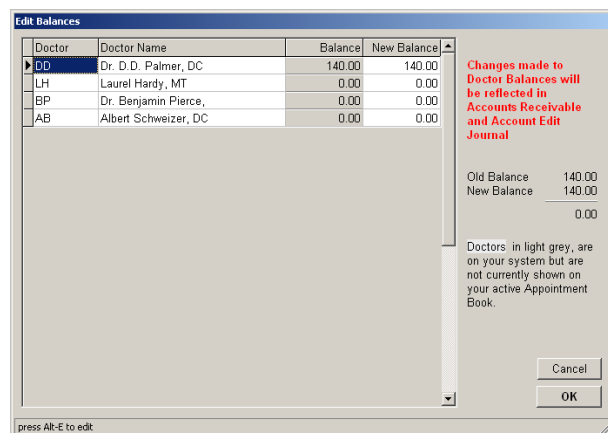 Edit Balances
Doctor Doctor Name Balance New Balance
DD Dr. D.D. Palmer, DC 140.00 140.00
LH Laurel Hardy, MT 0.00 0.00
BP Dr. Benjamin Pierce, 0.00 0.00
AB Albert Schweizer, DC 0.00 0.00
Changes made to
Doctor Balances will
be reflected in
Accounts Receivable
and Account Edit
Journal
Old Balance 140.00
New Balance 140.00
0.00
Doctors in light grey, are
on your system but are
not currently shown on
your active Appointment
Book.
Cancel
OK
press Alt-E to edit